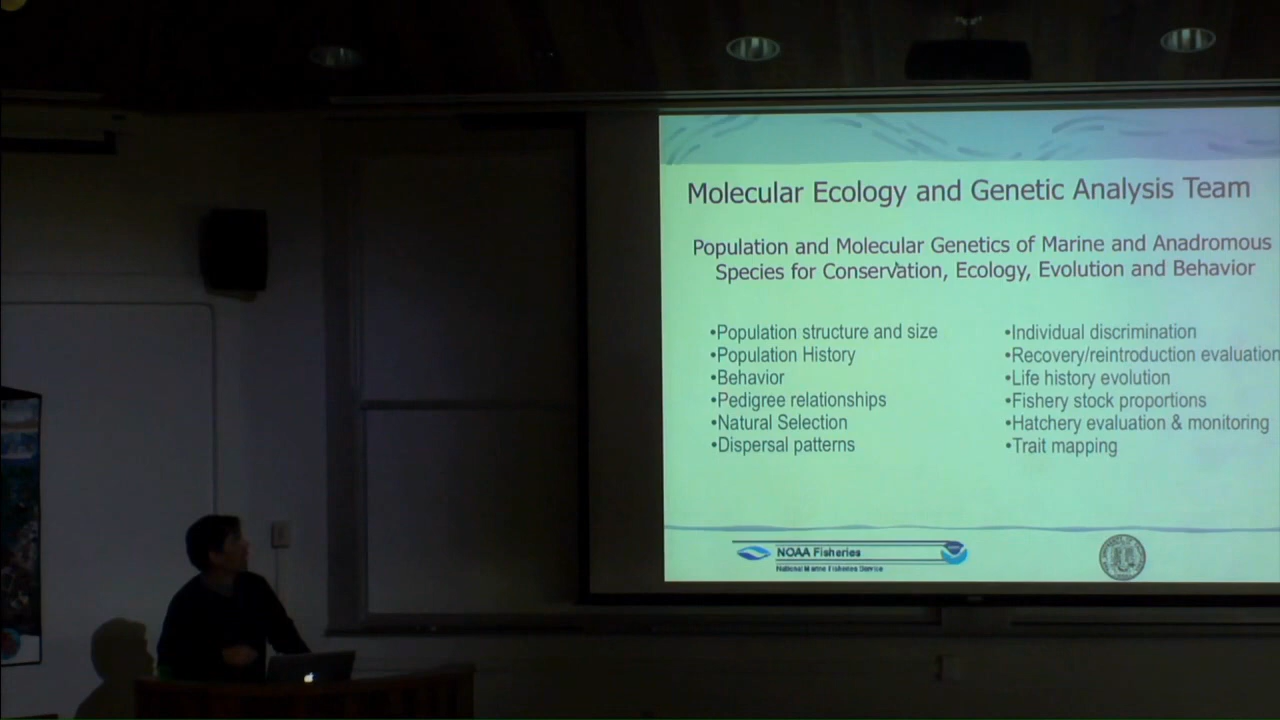 Molecular Ecology and Genetic Analysis Team
Population and Molecular Genetics of Marine and Anadromous
Species for Conservation, Ecology, Evolution and Behavior
•Population structure and size
•Population History
•Behavior
•Pedigree relationships
•Natural Selection
•Dispersal patterns
•Individual discrimination
•Recovery/reintroduction evaluation
•Life history evolution
•Fishery stock proportions
•Hatchery evaluation & monitoring
•Trait mapping
NOAA Fisheries
National Marine Fisheries Service